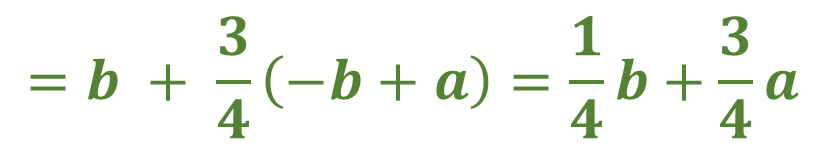 = b + 3/4 (−b + a) = 1/4 b + 3/4 a